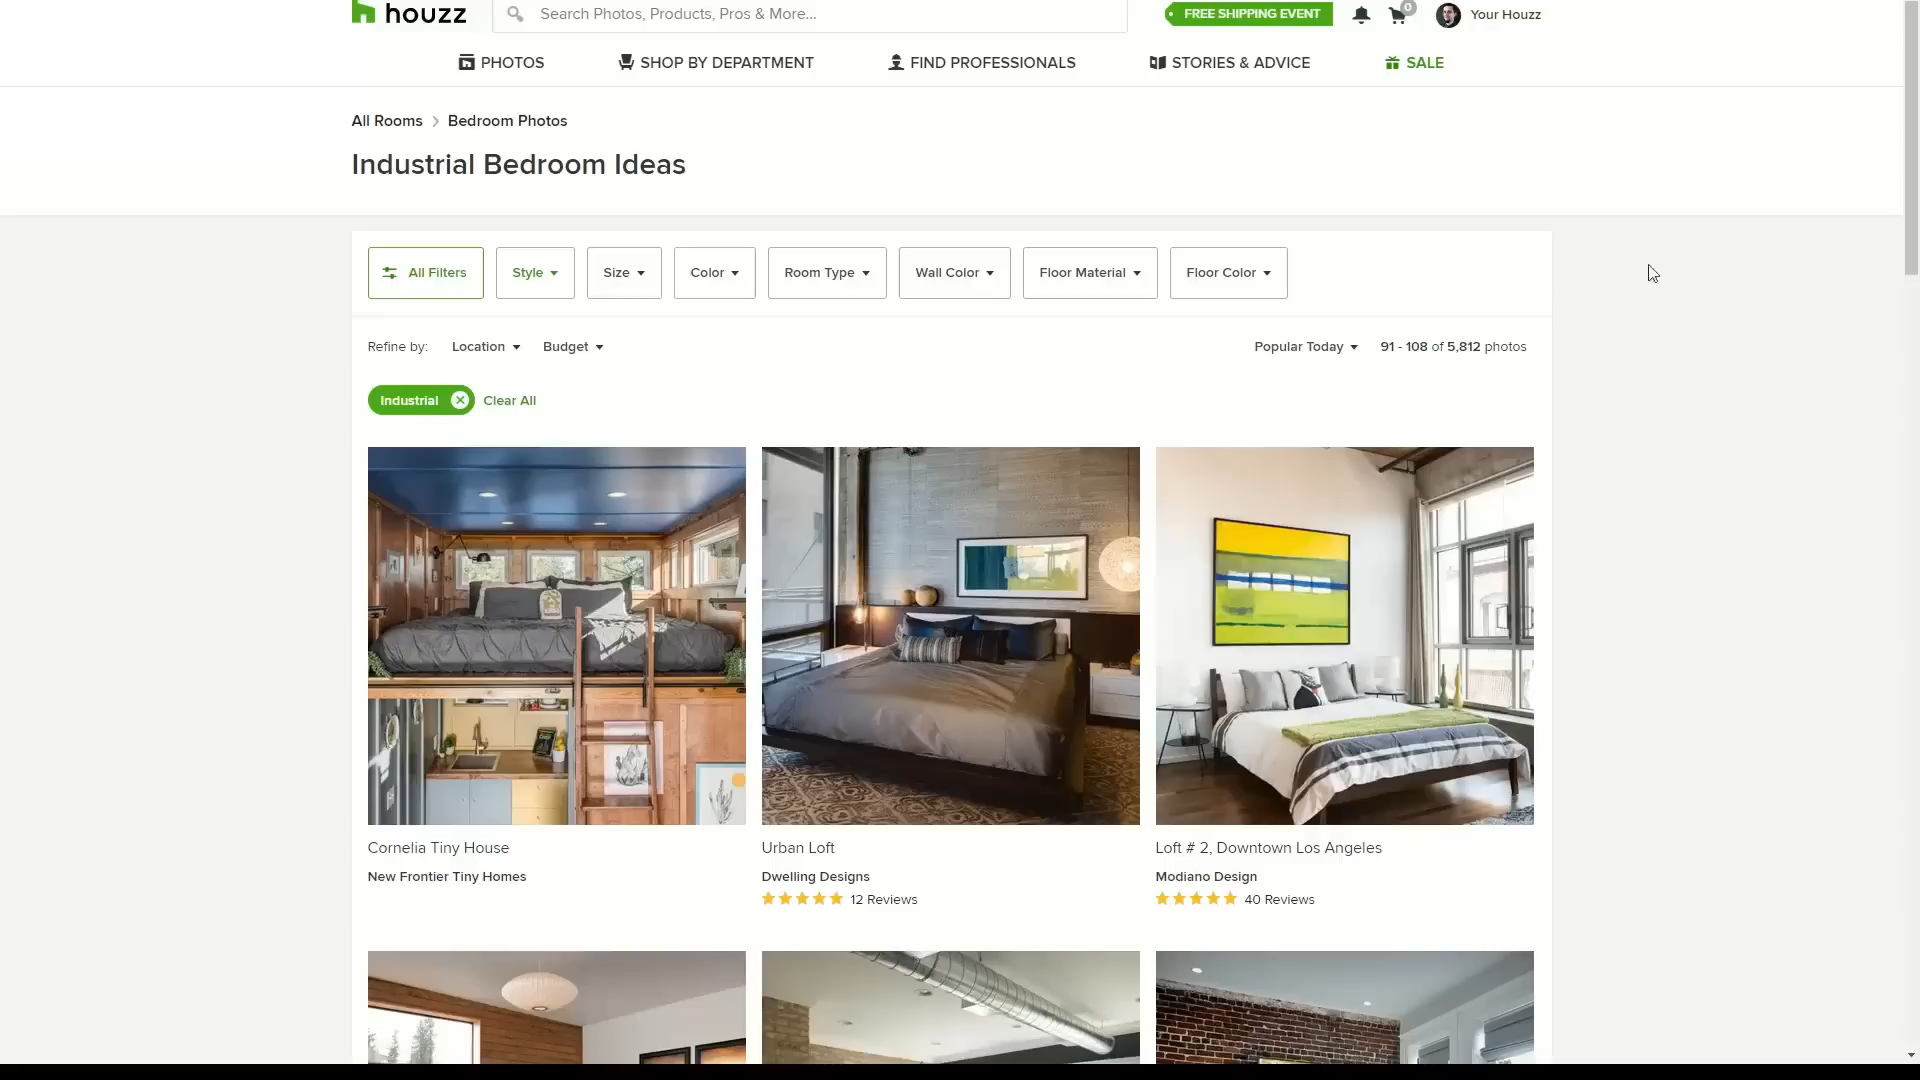 houzz
Search Photos, Products, Pros & More...
FREE SHIPPING EVENT
0
Your Houzz
PHOTOS
SHOP BY DEPARTMENT
FIND PROFESSIONALS
STORIES & ADVICE
SALE
All Rooms > Bedroom Photos
Industrial Bedroom Ideas
All Filters
Style
Size
Color
Room Type
Wall Color
Floor Material
Floor Color
Refine by:
Location
Budget
Popular Today
91 - 108 of 5,812 photos
Industrial
Clear All
Cornelia Tiny House
New Frontier Tiny Homes
Urban Loft
Dwelling Designs
12 Reviews
Loft # 2, Downtown Los Angeles
Modiano Design
40 Reviews